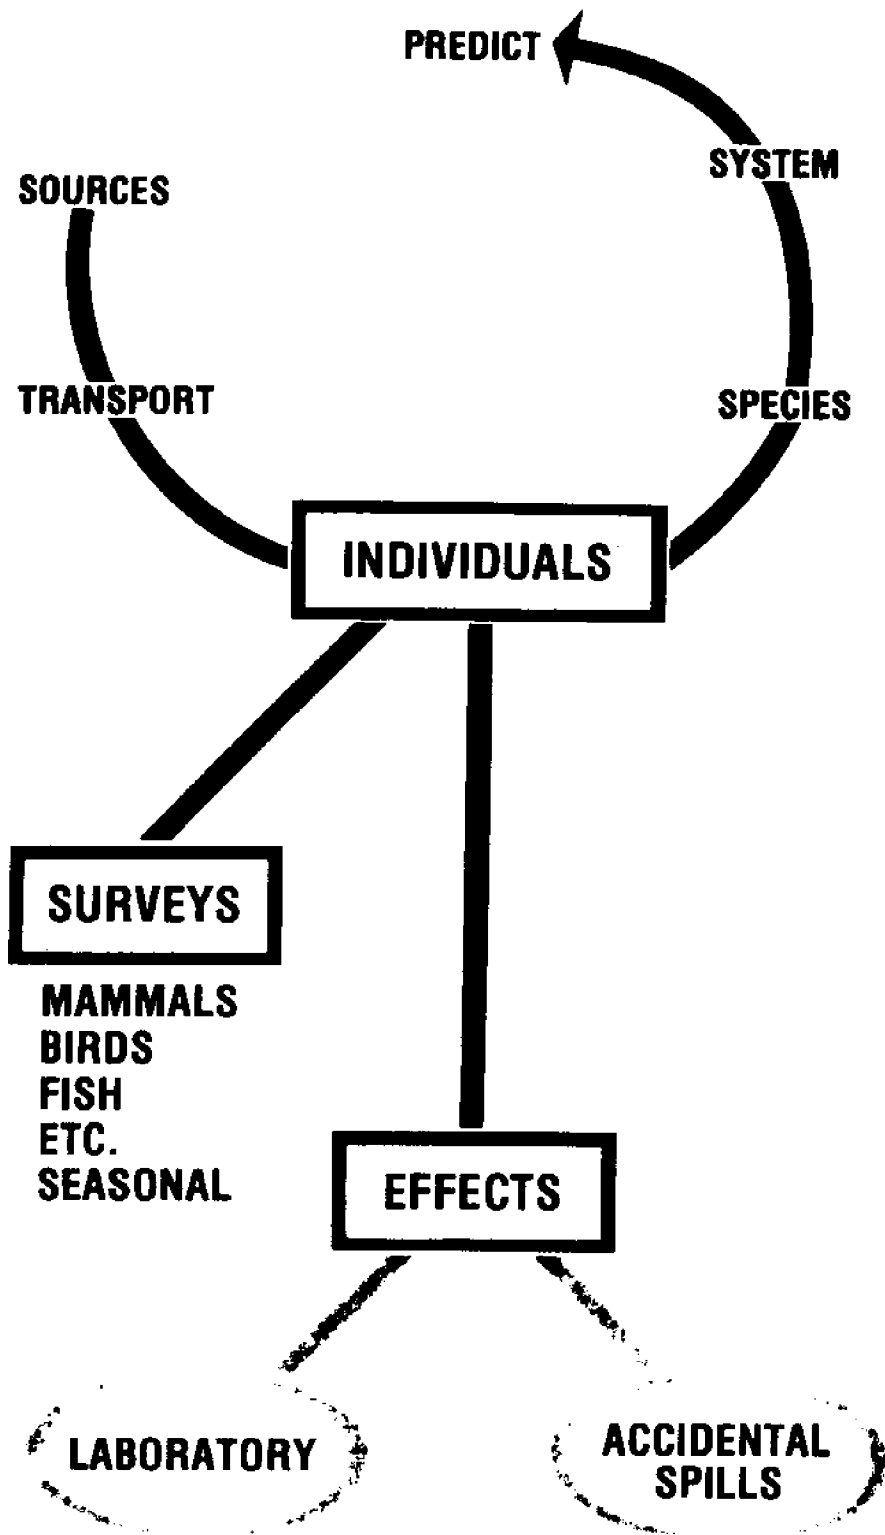 PREDICT
SYSTEM
SOURCES
TRANSPORT
SPECIES
INDIVIDUALS
SURVEYS
MAMMALS
BIRDS
FISH
ETC.
SEASONAL
EFFECTS
LABORATORY
ACCIDENTAL
SPILLS